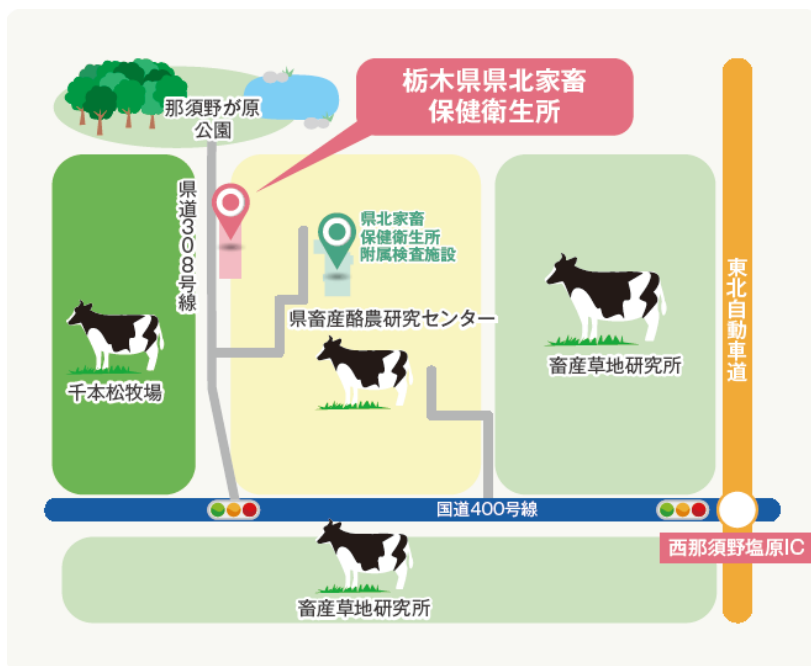 栃木県県北家畜
保健衛生所
那須野が原
公園
県道308号線
県北家畜
保健衛生所
附属検査施設
県畜産酪農研究センター
東北自動車道
畜産草地研究所
千本松牧場
国道400号線
西那須野塩原IC
畜産草地研究所